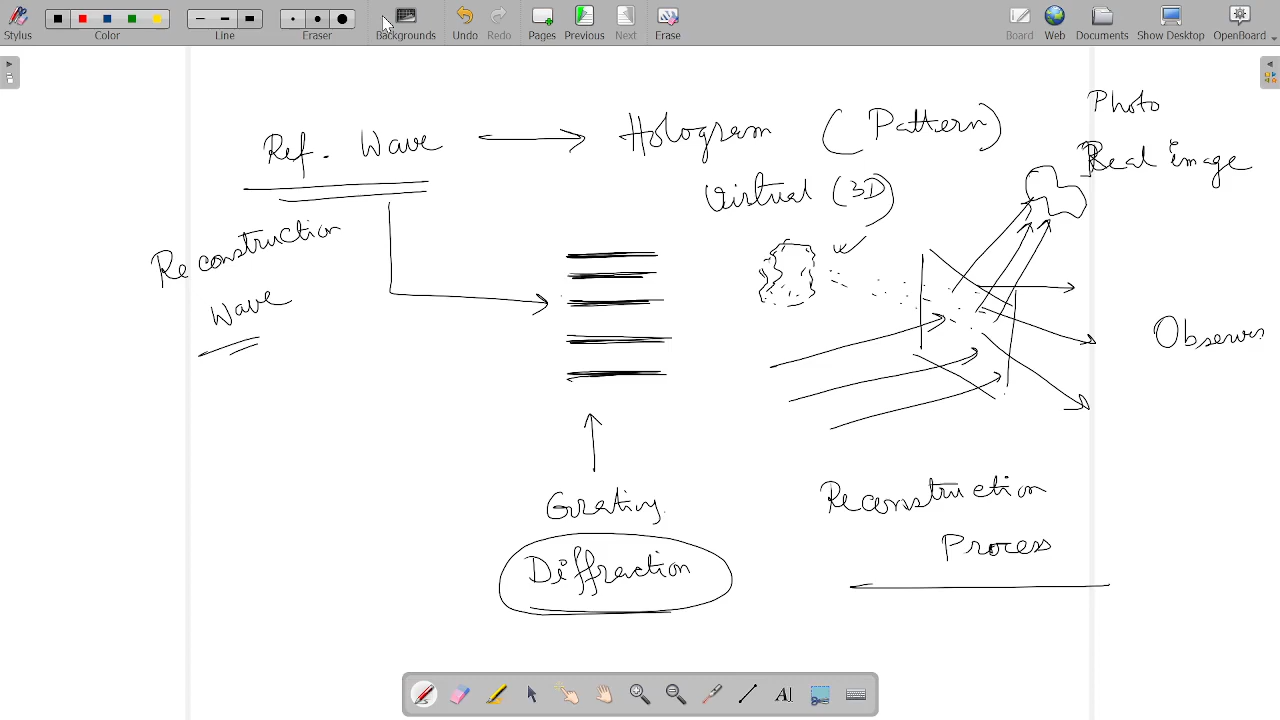 Stylus
Color
Line
Eraser
Backgrounds
Undo
Redo
Pages
Previous
Next
Erase
Board
Web
Documents
Show Desktop
OpenBoard
Photo
Ref. Wave
Hologram (Pattern)
Real image
Virtual (3D)
Reconstruction
Wave
Observer
Grating
Reconstruction
Process
Diffraction